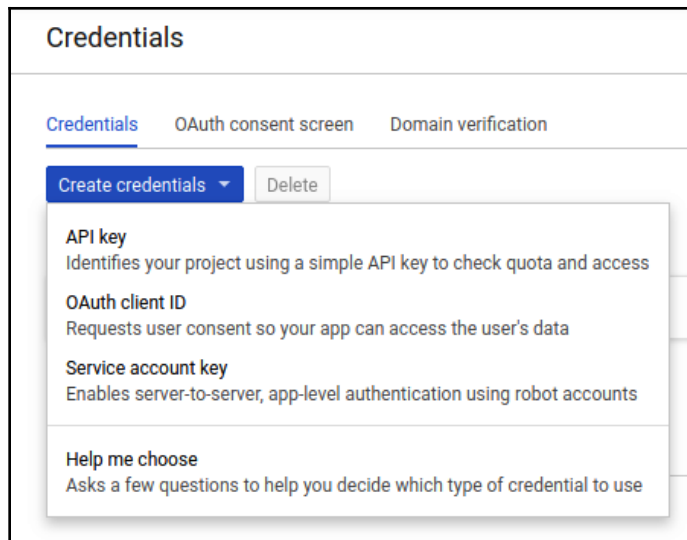 Credentials
Credentials OAuth consent screen Domain verification
Create credentials Delete
API key
Identifies your project using a simple API key to check quota and access
OAuth client ID
Requests user consent so your app can access the user's data
Service account key
Enables server-to-server, app-level authentication using robot accounts
Help me choose
Asks a few questions to help you decide which type of credential to use